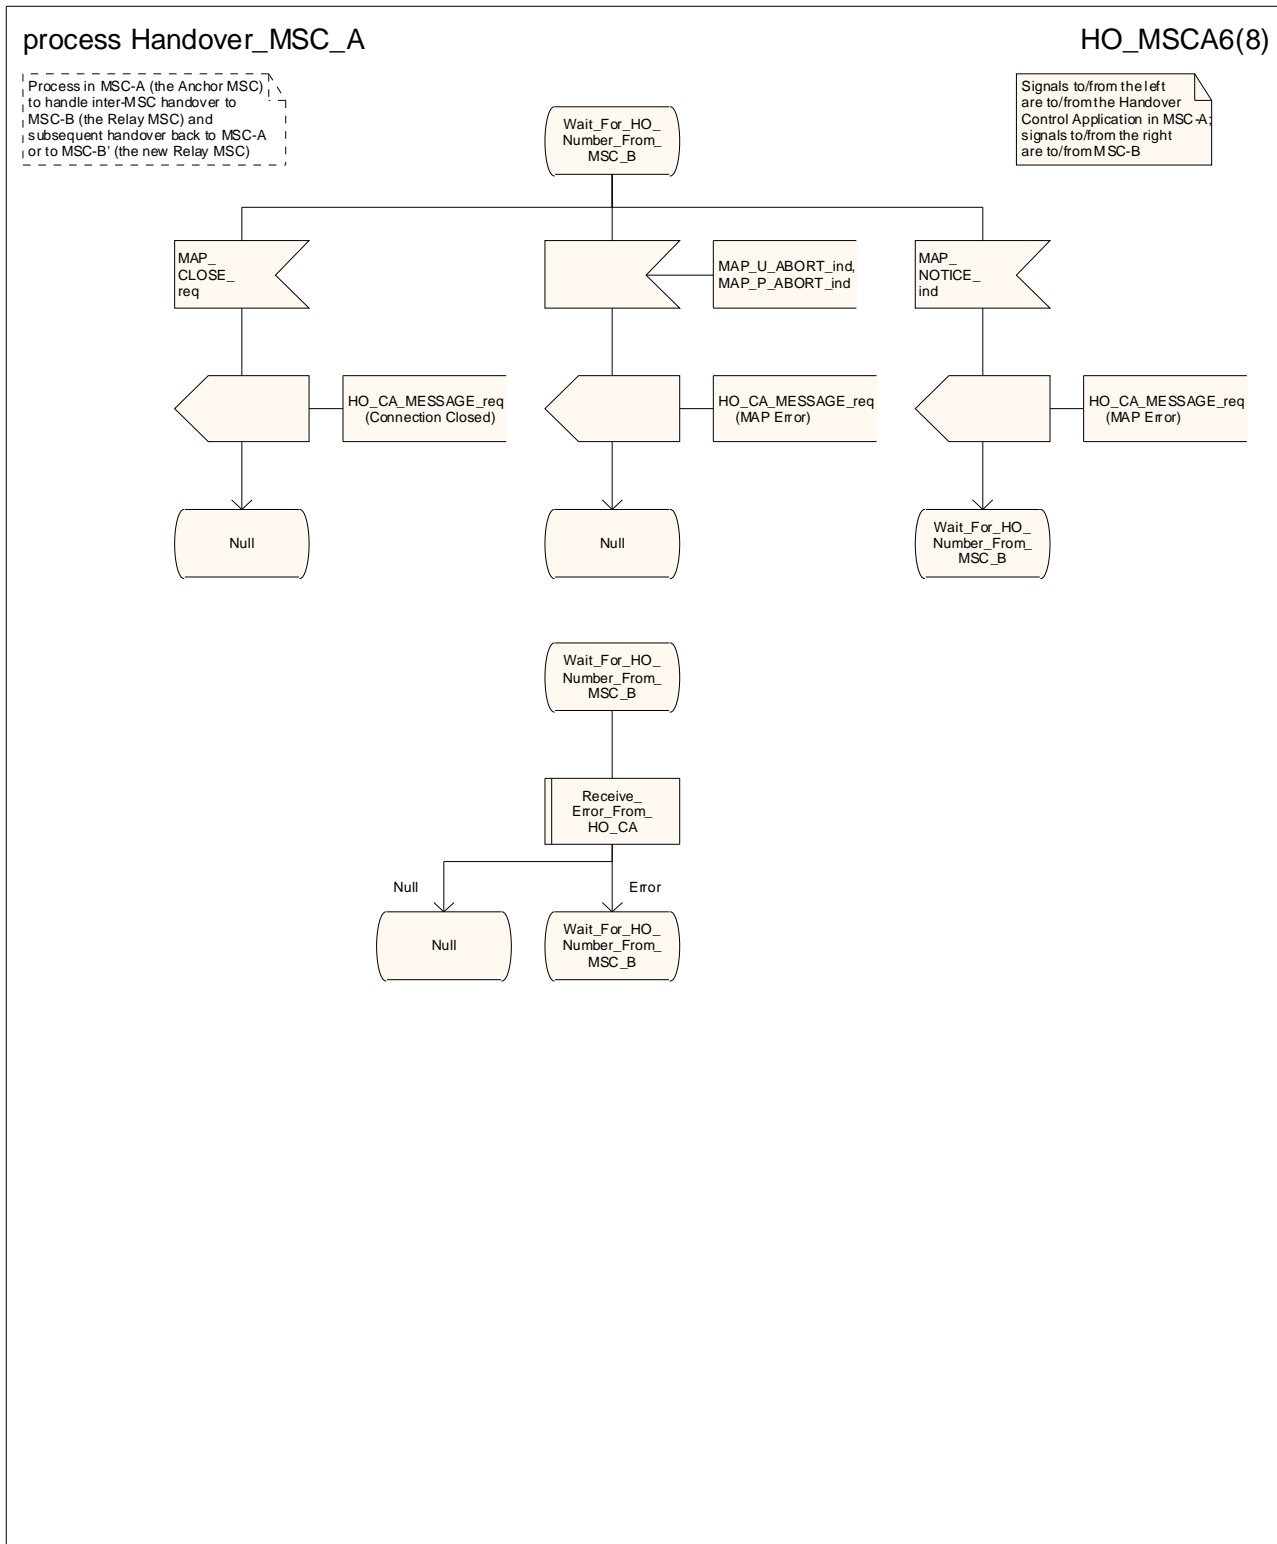 process Handover_MSC_A
HO_MSCA6(8)
Process in MSC-A (the Anchor MSC)
to handle inter-MSC handover to
MSC-B (the Relay MSC) and
subsequent handover back to MSC-A
or to MSC-B' (the new Relay MSC)
Signals to/from the left
are to/from the Handover
Control Application in MSC-A;
signals to/from the right
are to/from MSC-B
Wait_For_HO_
Number_From_
MSC_B
MAP_
CLOSE_
req
MAP_U_ABORT_ind,
MAP_P_ABORT_ind
MAP_
NOTICE_
ind
HO_CA_MESSAGE_req
(Connection Closed)
HO_CA_MESSAGE_req
(MAP Error)
HO_CA_MESSAGE_req
(MAP Error)
Null
Null
Wait_For_HO_
Number_From_
MSC_B
Wait_For_HO_
Number_From_
MSC_B
Receive_
Error_From_
HO_CA
Null
Error
Null
Wait_For_HO_
Number_From_
MSC_B